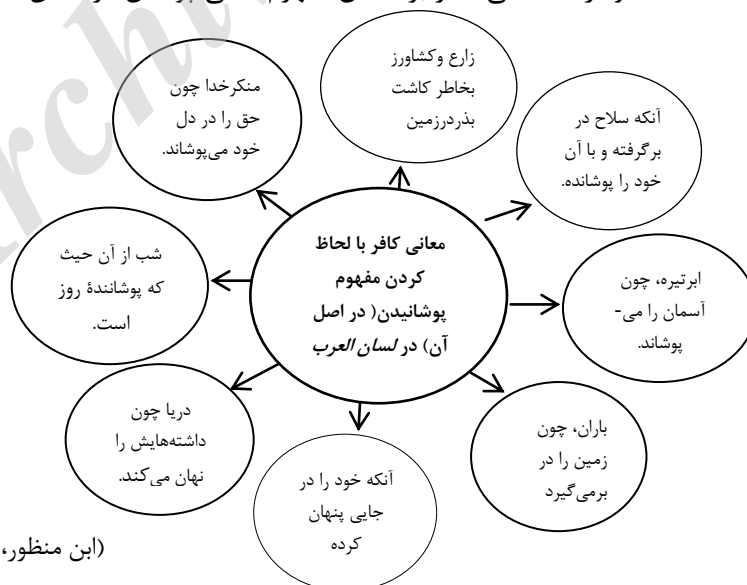 زارع وکشاورز
بخاطر کاشت
بذردرزمین
منکرخدا چون
حق را در دل
خود می‌پوشاند.
آنکه سلاح در
برگرفته و با آن
خود را پوشانده.
معانی کافر با لحاظ
کردن مفهوم
پوشانیدن( در اصل
آن) در لسان العرب
شب از آن حیث
که پوشانندهٔ روز
است.
ابرتیره، چون
آسمان را می-
پوشاند.
دریا چون
داشته‌هایش را
نهان می‌کند.
باران، چون
زمین را در
برمی‌گیرد
آنکه خود را در
جایی پنهان
کرده
(ابن منظور،